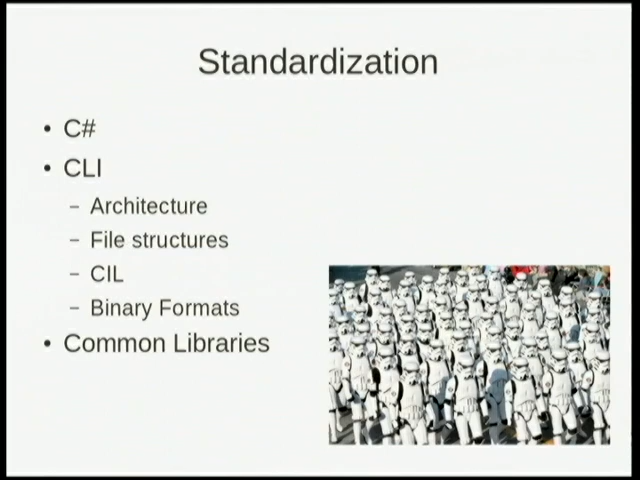 Standardization
• C#
• CLI
– Architecture
– File structures
– CIL
– Binary Formats
• Common Libraries